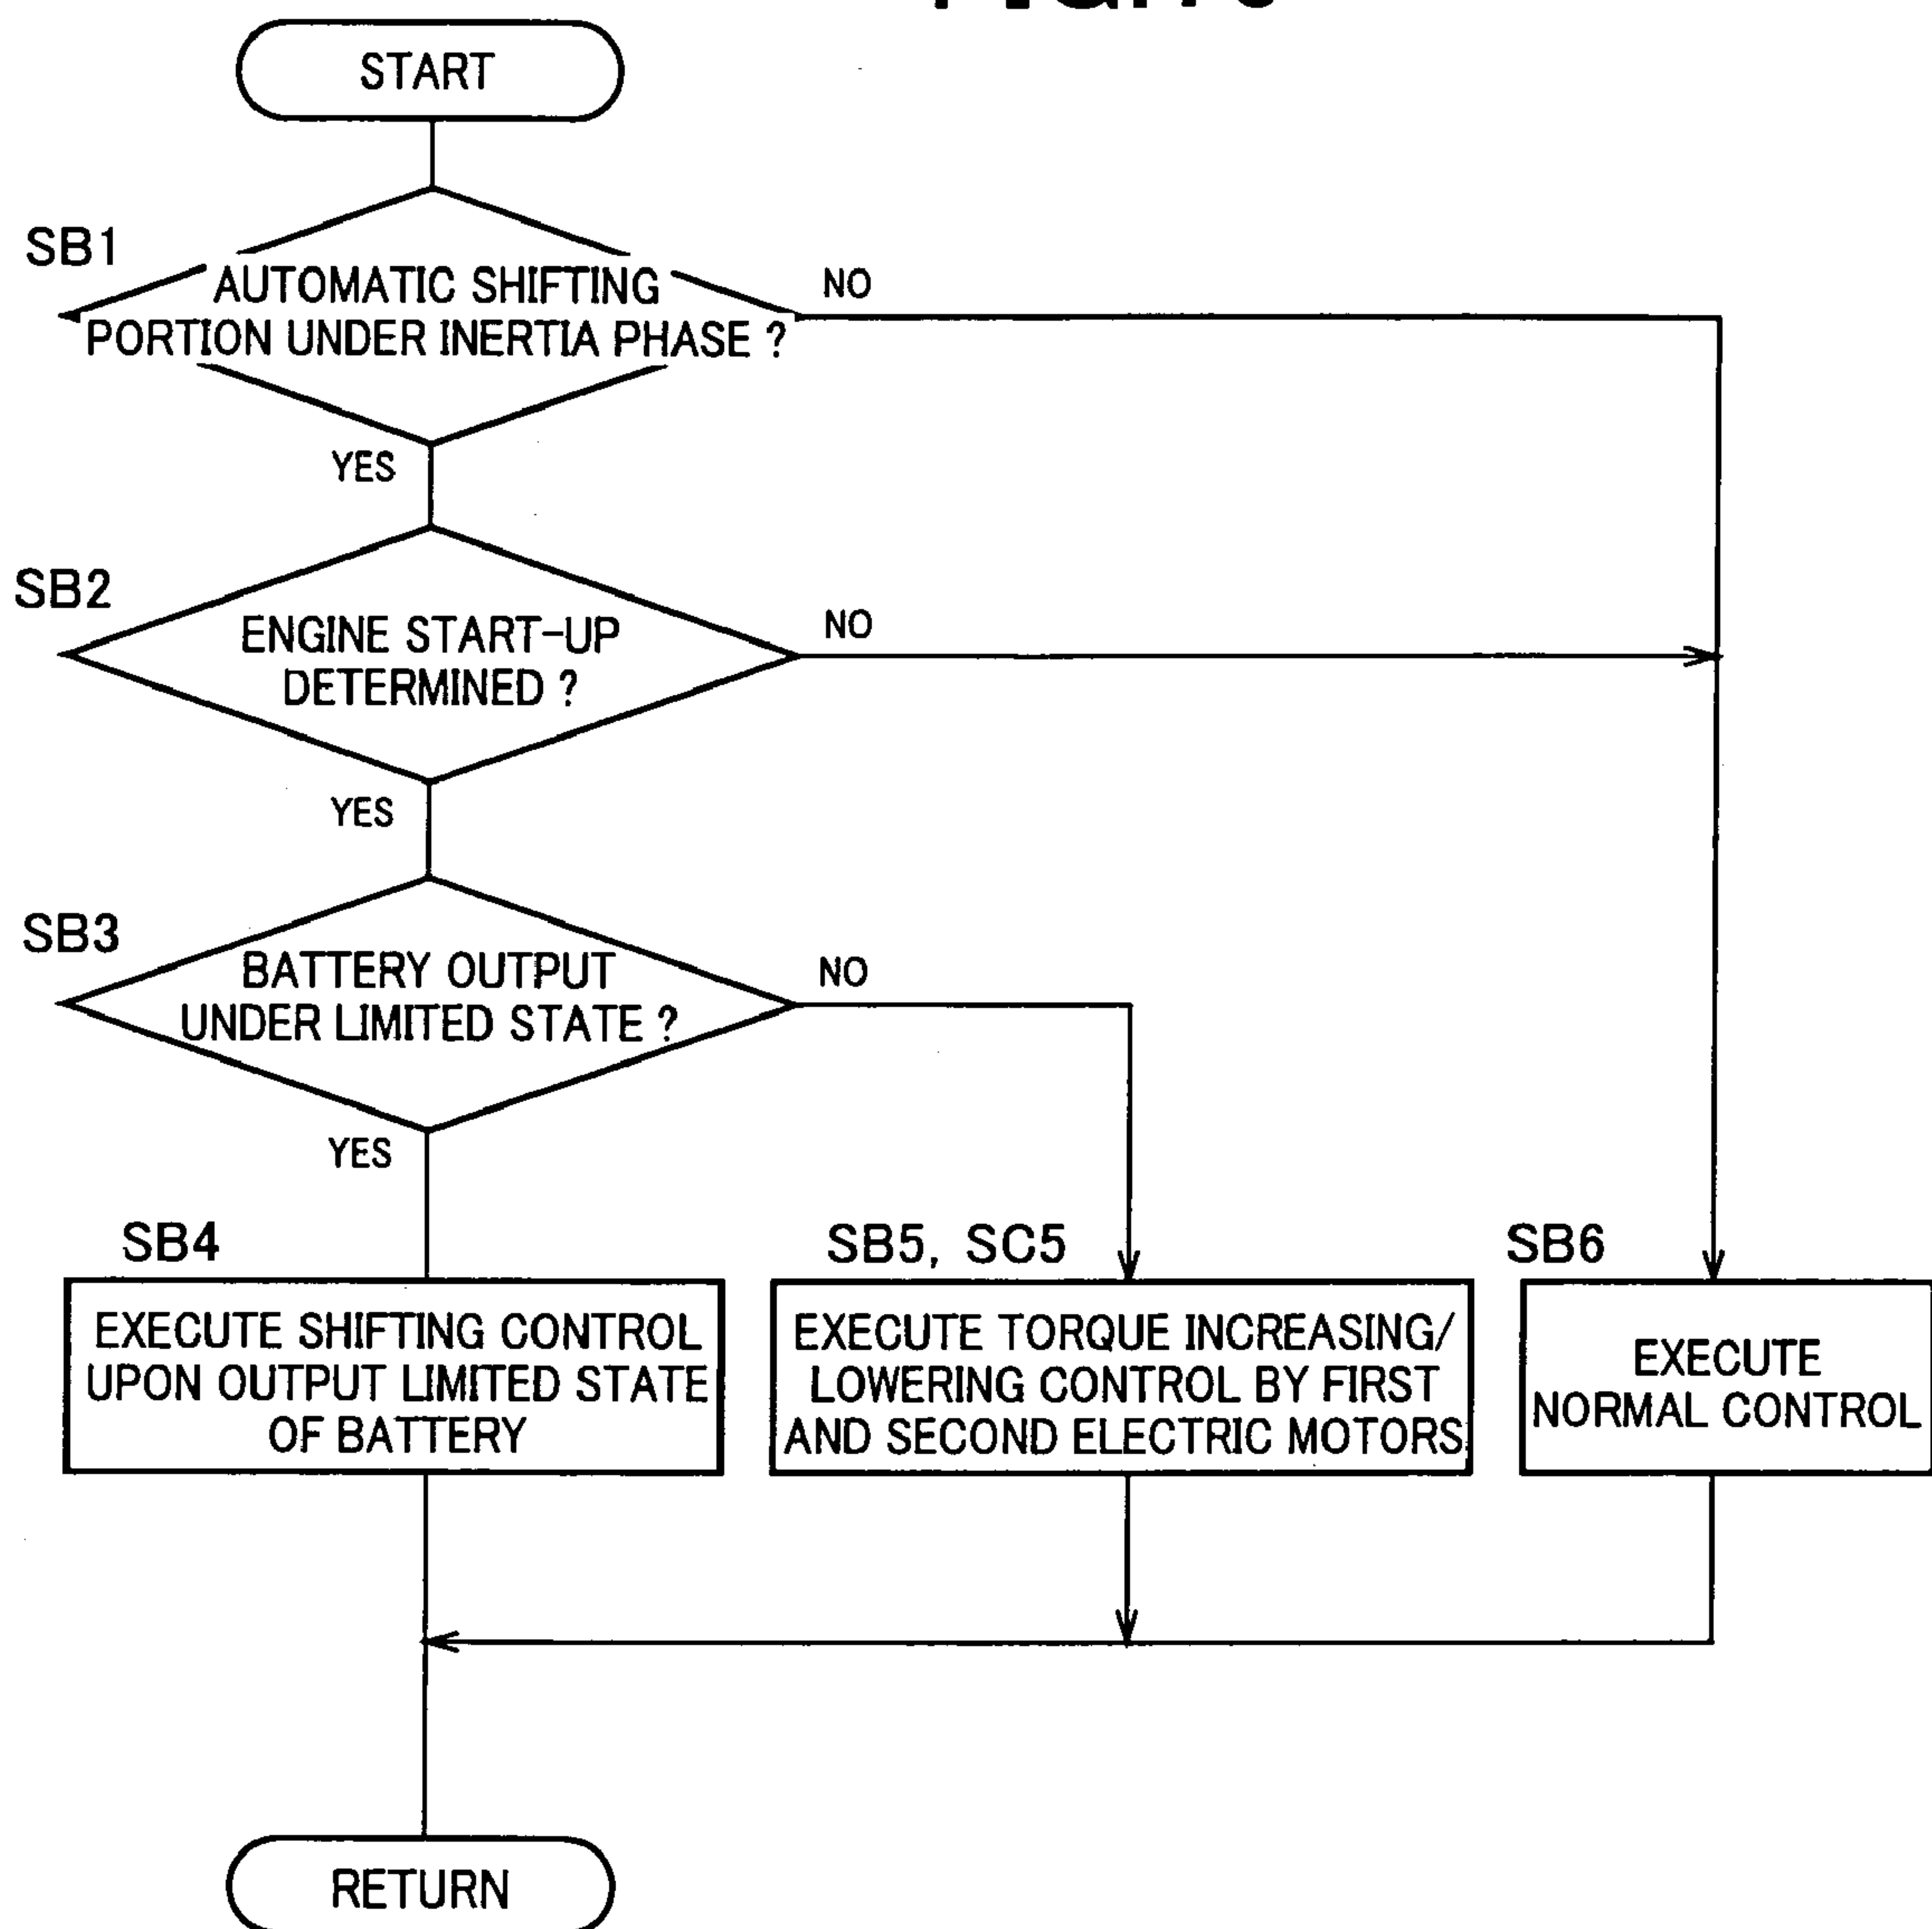 START
SB1
AUTOMATIC SHIFTING
PORTION UNDER INERTIA PHASE ?
NO
YES
SB2
ENGINE START-UP
DETERMINED ?
NO
YES
SB3
BATTERY OUTPUT
UNDER LIMITED STATE ?
NO
YES
SB4
EXECUTE SHIFTING CONTROL
UPON OUTPUT LIMITED STATE
OF BATTERY
SB5, SC5
EXECUTE TORQUE INCREASING/
LOWERING CONTROL BY FIRST
AND SECOND ELECTRIC MOTORS
SB6
EXECUTE
NORMAL CONTROL
RETURN